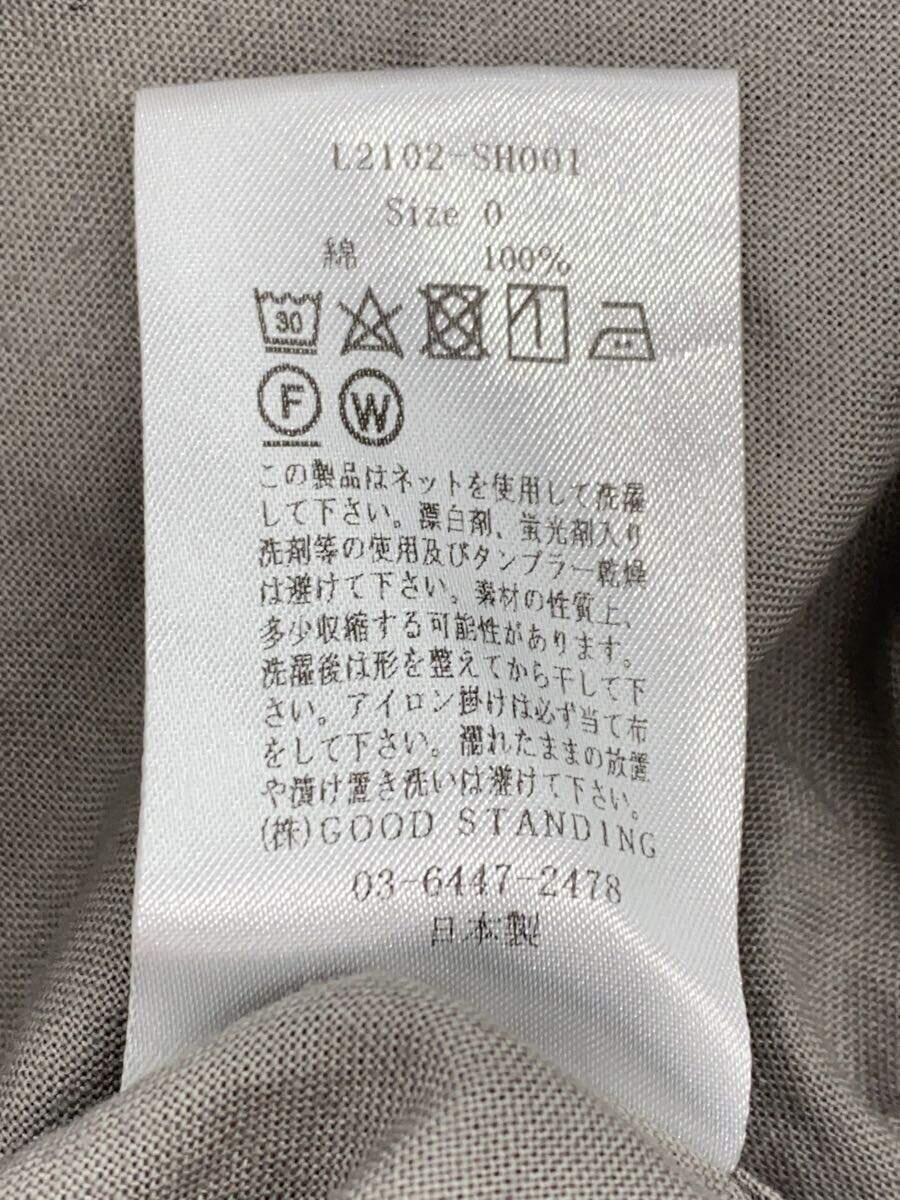 L2102-SH001
Size 0
綿 100%
30
F W
この製品はネットを使用して洗濯
して下さい。漂白剤、蛍光剤入り
洗剤等の使用及びタンブラー乾燥
は避けて下さい。素材の性質上、
多少収縮する可能性があります。
洗濯後は形を整えてから干して下
さい。アイロン掛けは必ず当て布
をして下さい。濡れたままの放置
や漬け置き洗いは避けて下さい。
(株)GOOD STANDING
03-6447-2478
日本製